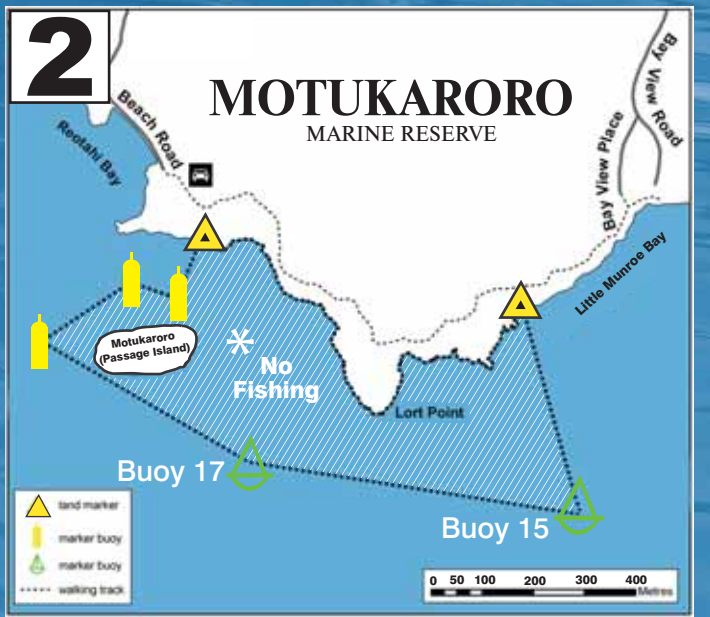 2
MOTUKARORO
MARINE RESERVE
Beach Road
Reotahi Bay
Bay View Road
Bay View Place
Little Munroe Bay
Motukaroro
(Passage Island)
*
No
Fishing
Lort Point
Buoy 17
Buoy 15
land marker
marker buoy
marker buoy
walking track
0 50 100 200 300 400
Metres